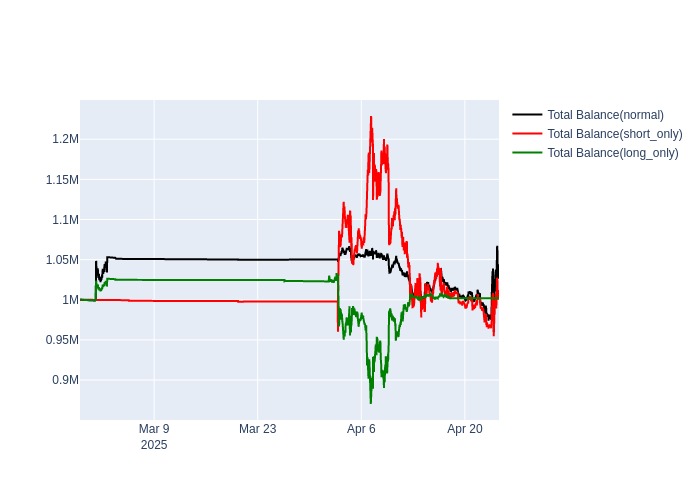 1.2M
1.15M
1.1M
1.05M
1M
0.95M
0.9M
Mar 9
2025
Mar 23
Apr 6
Apr 20
Total Balance(normal)
Total Balance(short_only)
Total Balance(long_only)